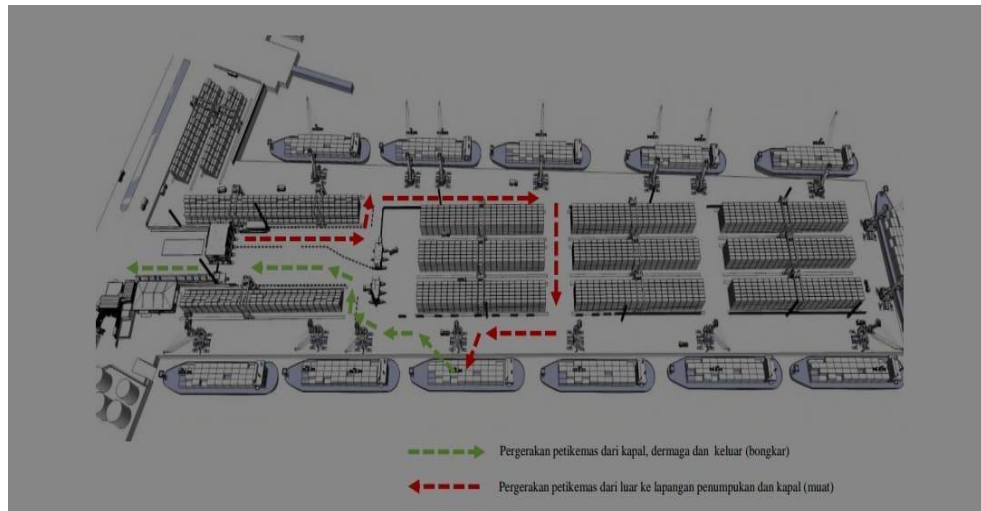 Pergerakan petikemas dari kapal, dermaga dan keluar (bongkar)
Pergerakan petikemas dari luar ke lapangan penumpukan dan kapal (muat)